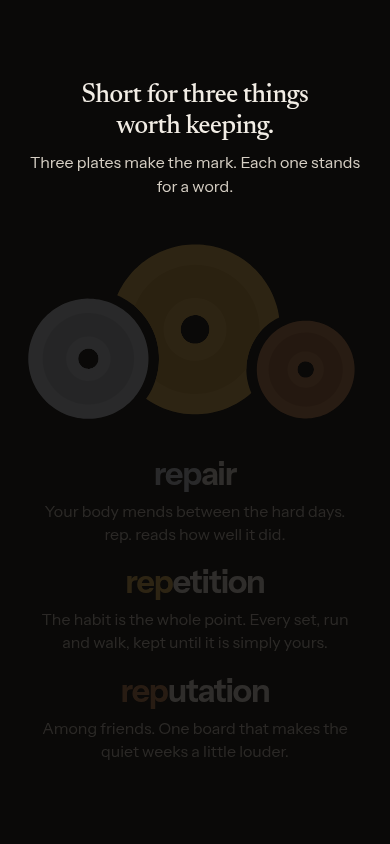 Short for three things
worth keeping.
Three plates make the mark. Each one stands
for a word.
repair
Your body mends between the hard days.
rep. reads how well it did.
repetition
The habit is the whole point. Every set, run
and walk, kept until it is simply yours.
reputation
Among friends. One board that makes the
quiet weeks a little louder.